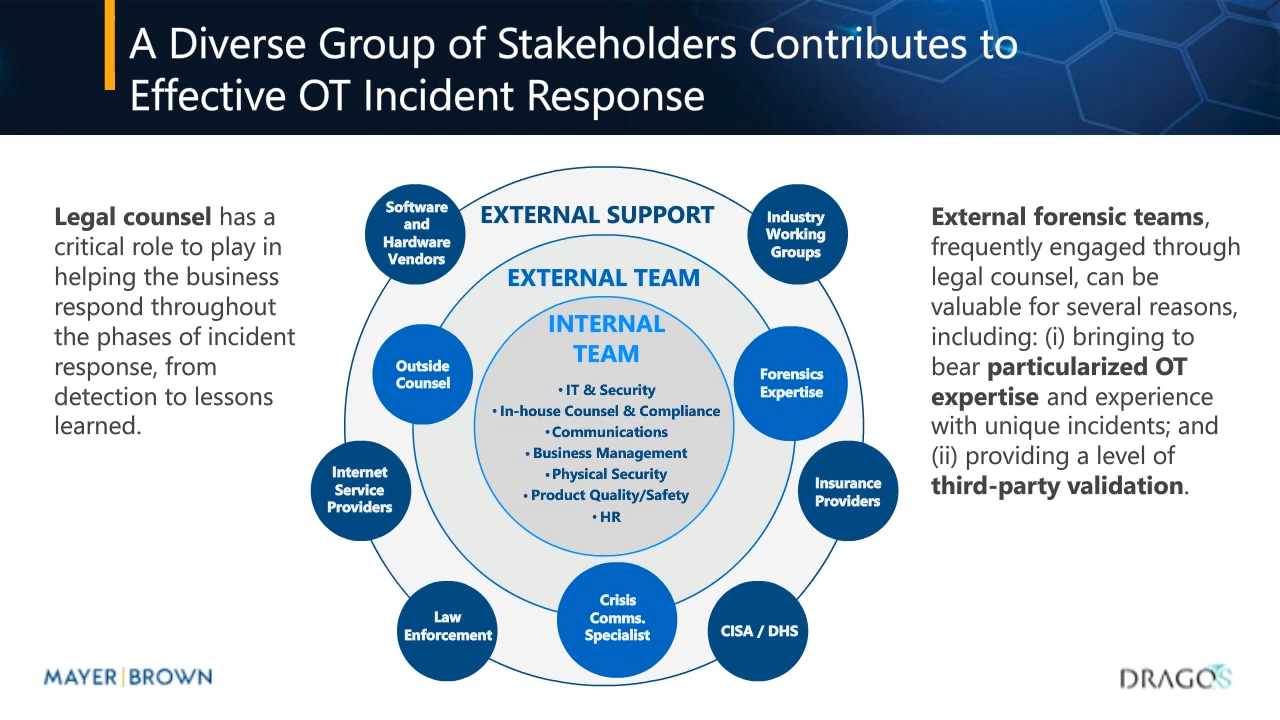 A Diverse Group of Stakeholders Contributes to
Effective OT Incident Response
Legal counsel has a
critical role to play in
helping the business
respond throughout
the phases of incident
response, from
detection to lessons
learned.
EXTERNAL SUPPORT
EXTERNAL TEAM
INTERNAL
TEAM
• IT & Security
• In-house Counsel & Compliance
• Communications
• Business Management
• Physical Security
• Product Quality/Safety
• HR
Software
and
Hardware
Vendors
Industry
Working
Groups
Outside
Counsel
Forensics
Expertise
Internet
Service
Providers
Insurance
Providers
Law
Enforcement
Crisis
Comms.
Specialist
CISA / DHS
External forensic teams,
frequently engaged through
legal counsel, can be
valuable for several reasons,
including: (i) bringing to
bear particularized OT
expertise and experience
with unique incidents; and
(ii) providing a level of
third-party validation.
MAYER|BROWN
DRAGOS